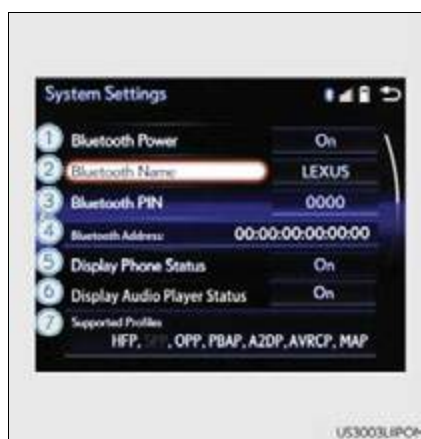 System Settings
1 Bluetooth Power On
2 Bluetooth Name LEXUS
3 Bluetooth PIN 0000
4 Bluetooth Address: 00:00:00:00:00:00
5 Display Phone Status On
6 Display Audio Player Status On
7 Supported Profiles
HFP, SPP, OPP, PBAP, A2DP, AVRCP, MAP